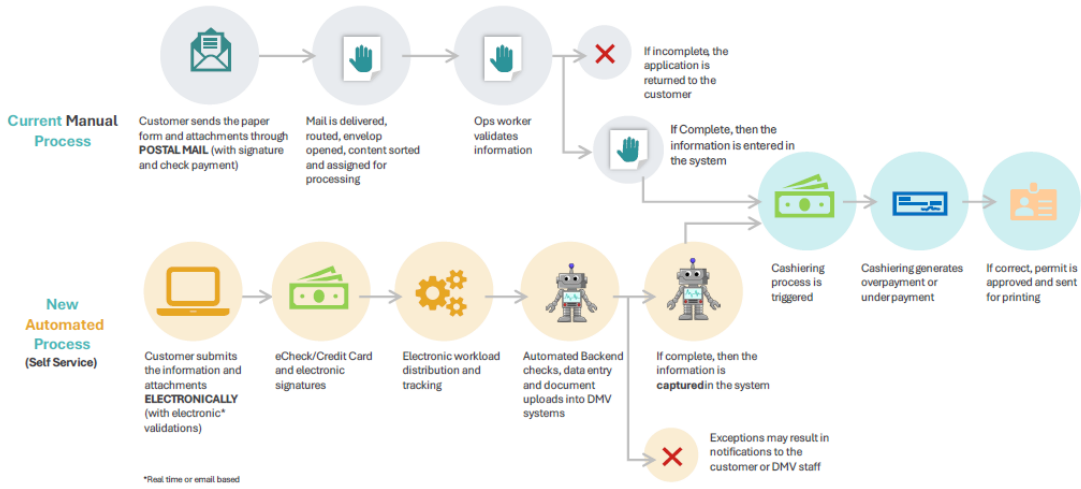 Current Manual
Process
Customer sends the paper
form and attachments through
POSTAL MAIL (with signature
and check payment)
Mail is delivered,
routed, envelop
opened, content sorted
and assigned for
processing
Ops worker
validates
information
If incomplete, the
application is
returned to the
customer
If Complete, then the
information is entered in
the system
Cashiering
process is
triggered
Cashiering generates
overpayment or
underpayment
If correct, permit is
approved and sent
for printing
New
Automated
Process
(Self Service)
Customer submits
the information and
attachments
ELECTRONICALLY
(with electronic*
validations)
eCheck/Credit Card
and electronic
signatures
Electronic workload
distribution and
tracking
Automated Backend
checks, data entry
and document
uploads into DMV
systems
If complete, then the
information is
captured in the system
Exceptions may result in
notifications to the
customer or DMV staff
*Real time or email based